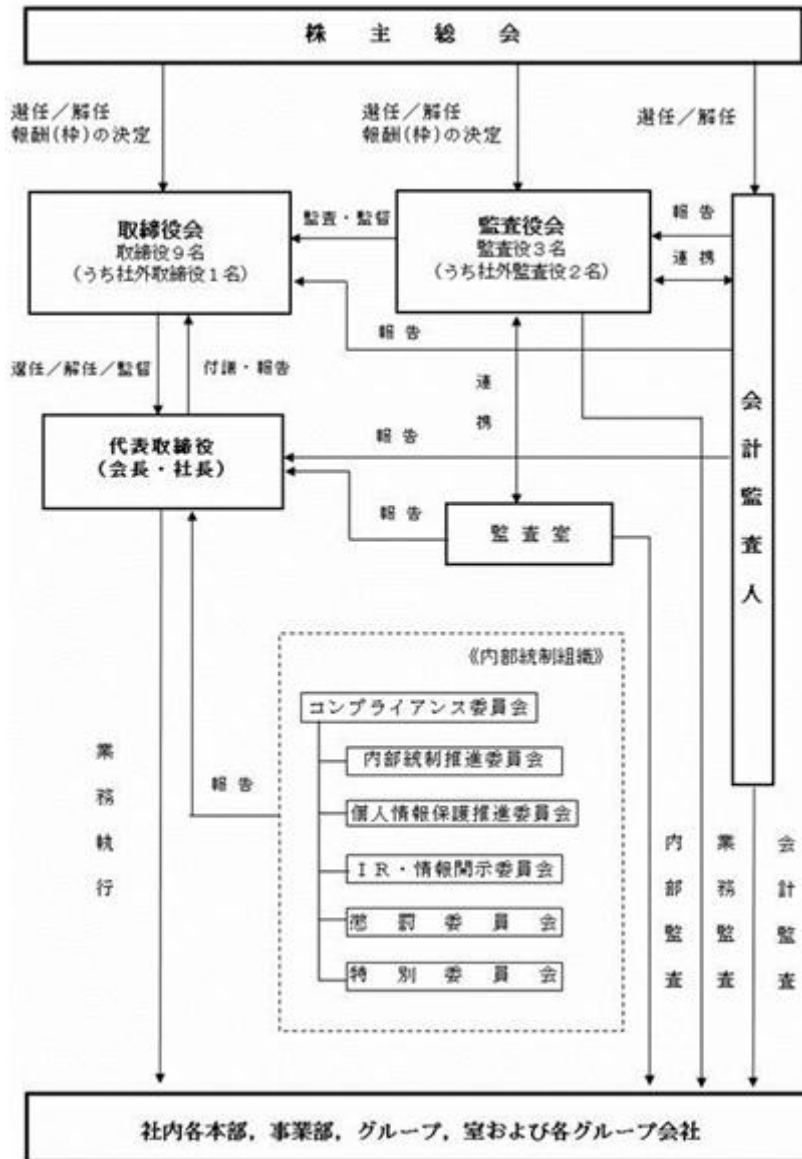 株主総会
選任／解任
報酬(枠)の決定
選任／解任
報酬(枠)の決定
選任／解任
取締役会
取締役９名
(うち社外取締役１名)
監査・監督
監査役会
監査役３名
(うち社外監査役２名)
報告
連携
報告
選任／解任／監督
付議・報告
連携
会計監査人
代表取締役
(会長・社長)
報告
報告
監査室
《内部統制組織》
コンプライアンス委員会
内部統制推進委員会
個人情報保護推進委員会
ＩＲ・情報開示委員会
懲罰委員会
特別委員会
報告
業務執行
内部監査
業務監査
会計監査
社内各本部，事業部，グループ，室および各グループ会社